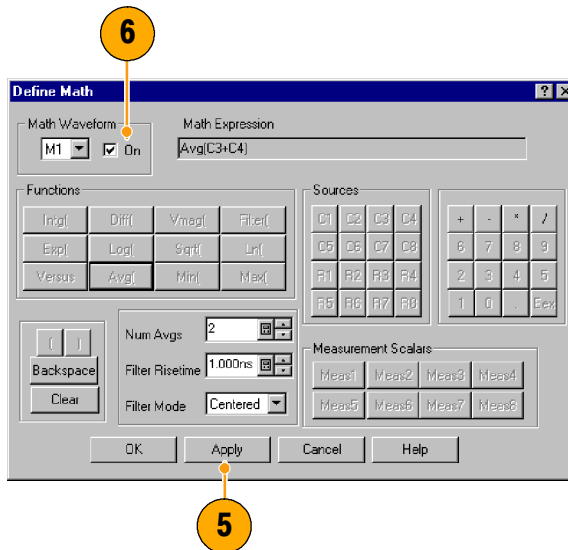 6
Define Math
Math Waveform
Math Expression
M1 On
Avg(C3+C4)
Functions
Intg( Diff( Vmag( Filter(
Exp( Log( Sqrt( Ln(
Versus Avg( Min( Max(
Sources
C1 C2 C3 C4
C5 C6 C7 C8
R1 R2 R3 R4
R5 R6 R7 R8
+ - * /
6 7 8 9
2 3 4 5
1 0 . Eex
( )
Backspace
Clear
Num Avgs 2
Filter Risetime 1.000ns
Filter Mode Centered
Measurement Scalars
Meas1 Meas2 Meas3 Meas4
Meas5 Meas6 Meas7 Meas8
OK Apply Cancel Help
5